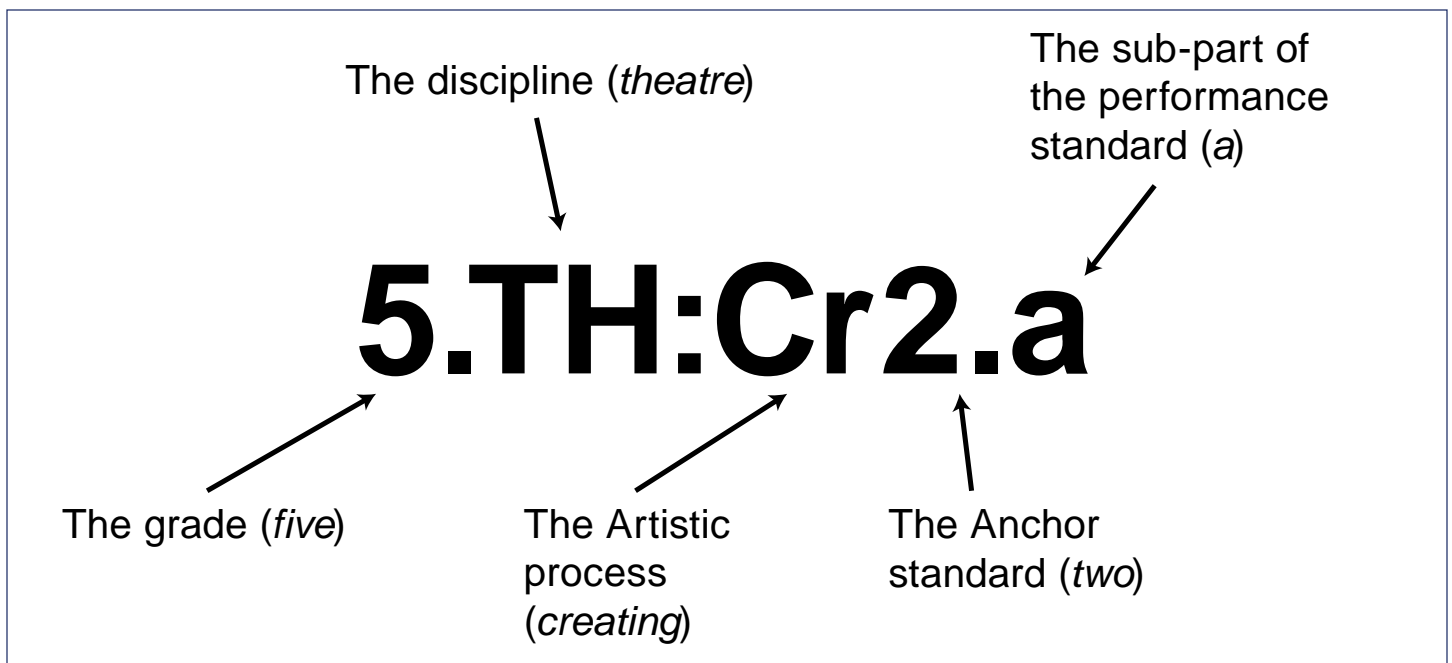 The discipline (theatre)
The sub-part of
the performance
standard (a)
5.TH:Cr2.a
The grade (five)
The Artistic
process
(creating)
The Anchor
standard (two)